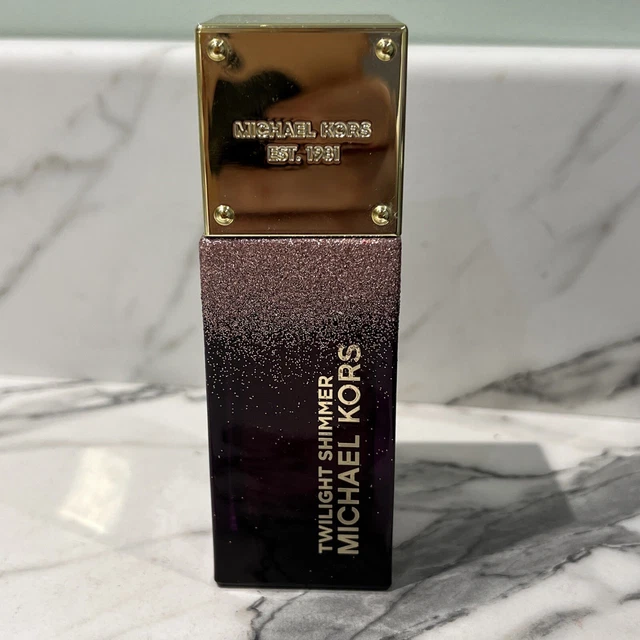 MICHAEL KORS
EST. 1981
TWILIGHT SHIMMER
MICHAEL KORS